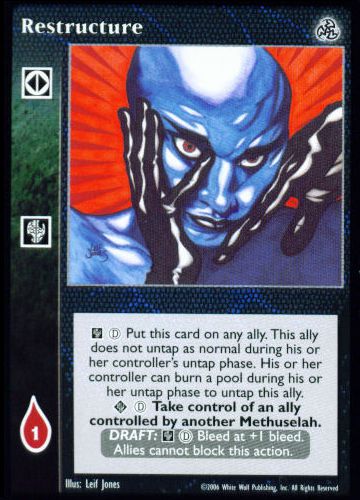 Restructure
Put this card on any ally. This ally
does not untap as normal during his or
her controller's untap phase. His or her
controller can burn a pool during his or
her untap phase to untap this ally.
Ⓓ Take control of an ally
controlled by another Methuselah.
DRAFT: Ⓓ Bleed at +1 bleed.
Allies cannot block this action.
1
Illus: Leif Jones
©2006 White Wolf Publishing, Inc. All Rights Reserved